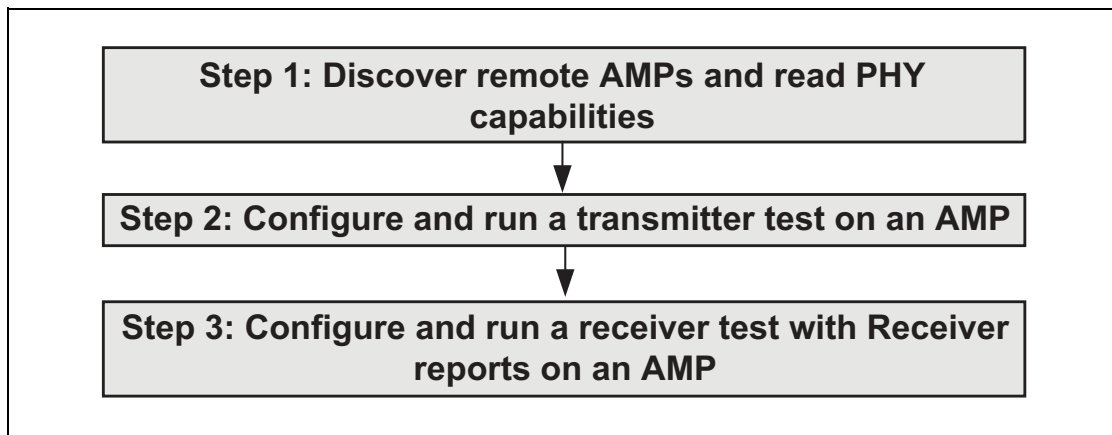 Step 1: Discover remote AMPs and read PHY
capabilities
Step 2: Configure and run a transmitter test on an AMP
Step 3: Configure and run a receiver test with Receiver
reports on an AMP